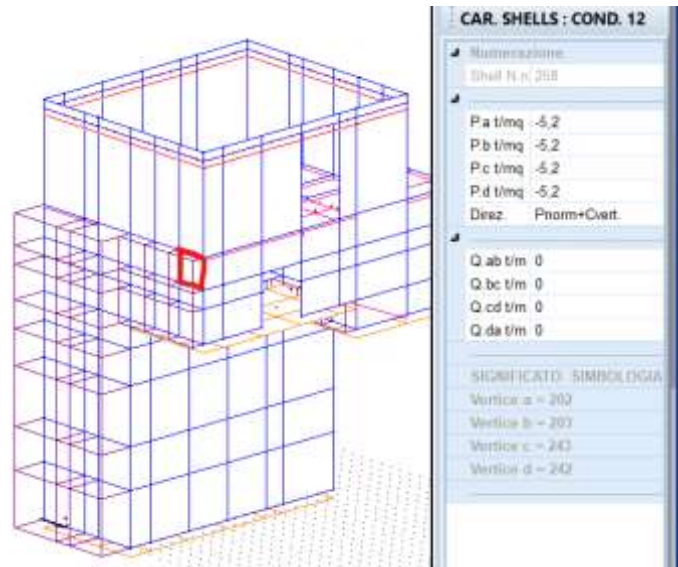 CAR. SHELLS : COND. 12
Numerazione
Shell N.r. 258
P.a t/mq -5,2
P.b t/mq -5,2
P.c t/mq -5,2
P.d t/mq -5,2
Direz. Pnorm+Cvert.
Q.ab t/m 0
Q.bc t/m 0
Q.cd t/m 0
Q.da t/m 0
SIGNIFICATO SIMBOLOGIA
Vertice a = 202
Vertice b = 203
Vertice c = 243
Vertice d = 242